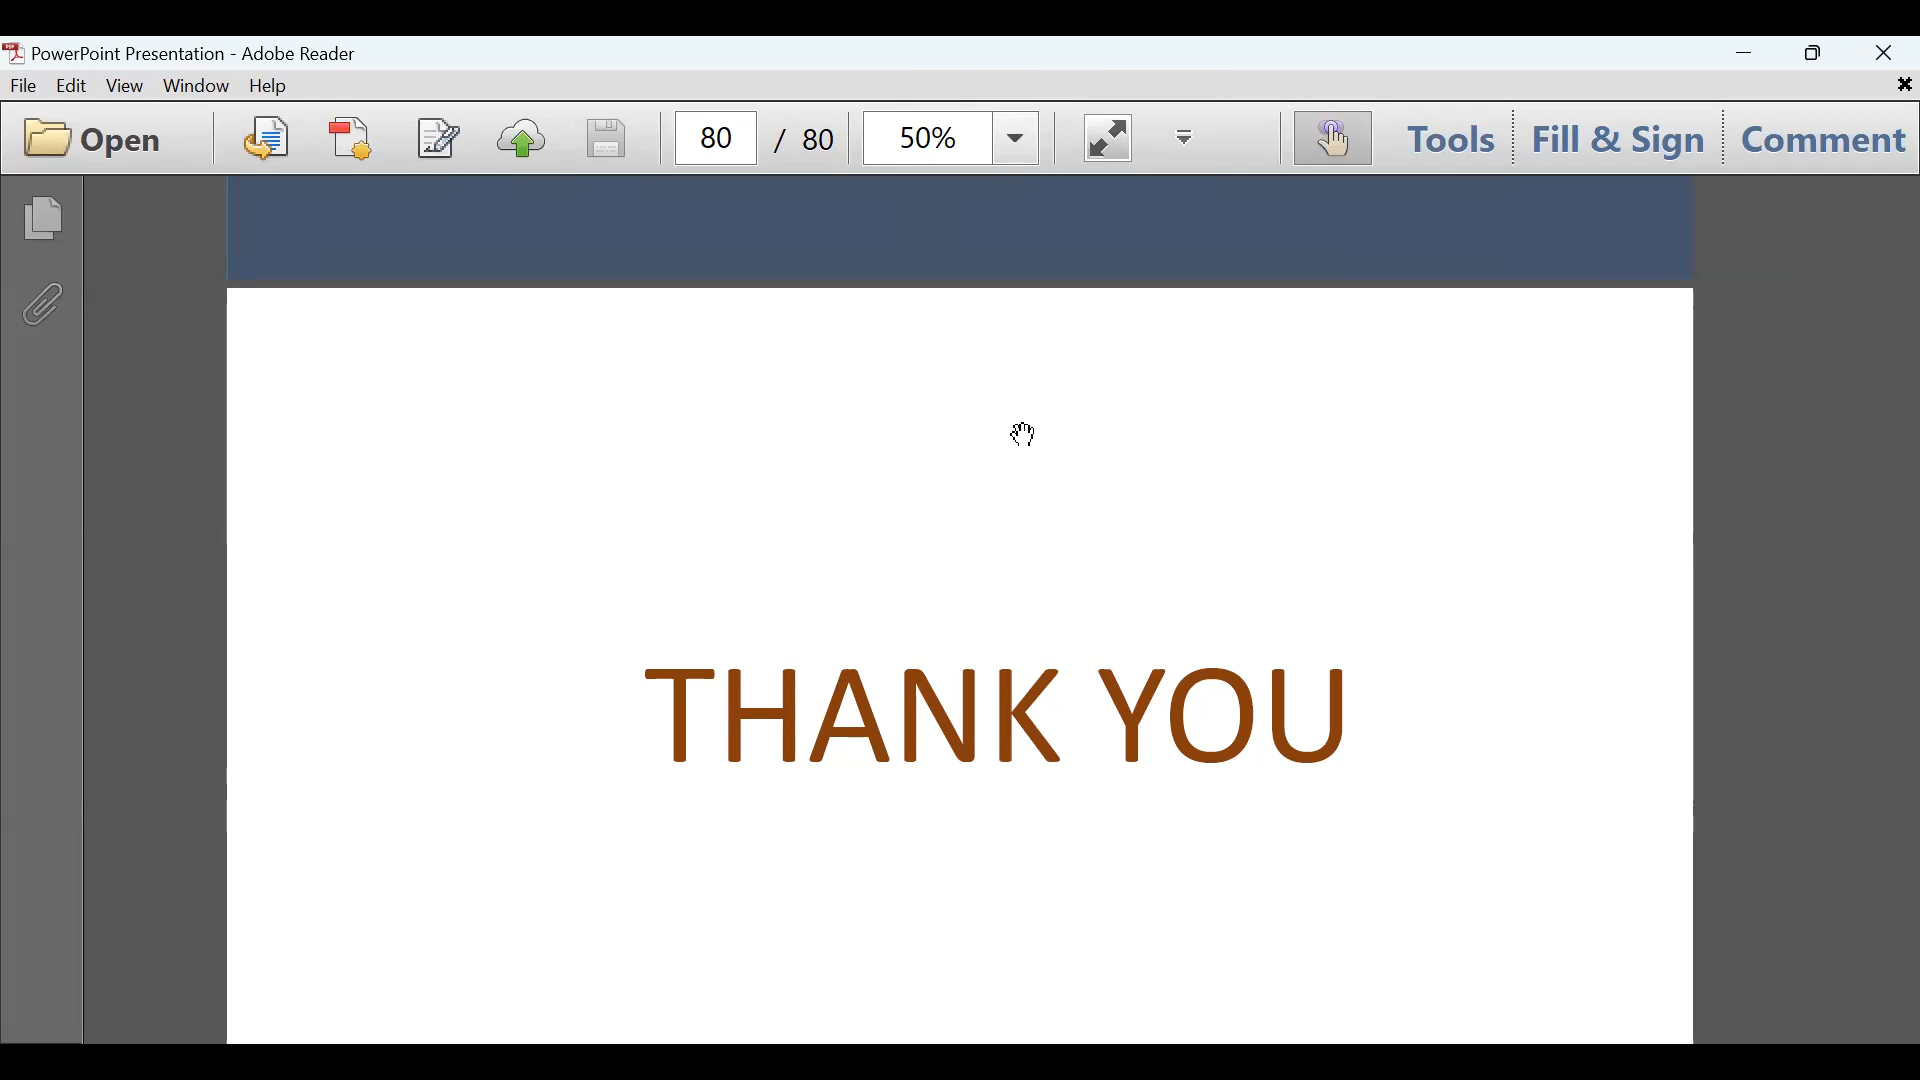 PowerPoint Presentation - Adobe Reader
File Edit View Window Help
Open 80 / 80 50% Tools Fill & Sign Comment
THANK YOU